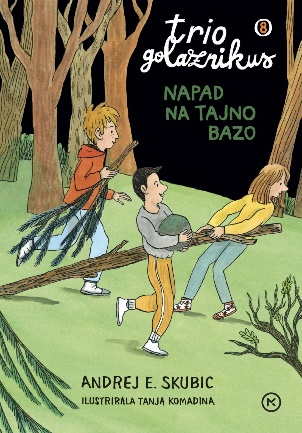 trio
golaznikus
8
NAPAD
NA TAJNO
BAZO
ANDREJ E. SKUBIC
ILUSTRIRALA TANJA KOMADINA